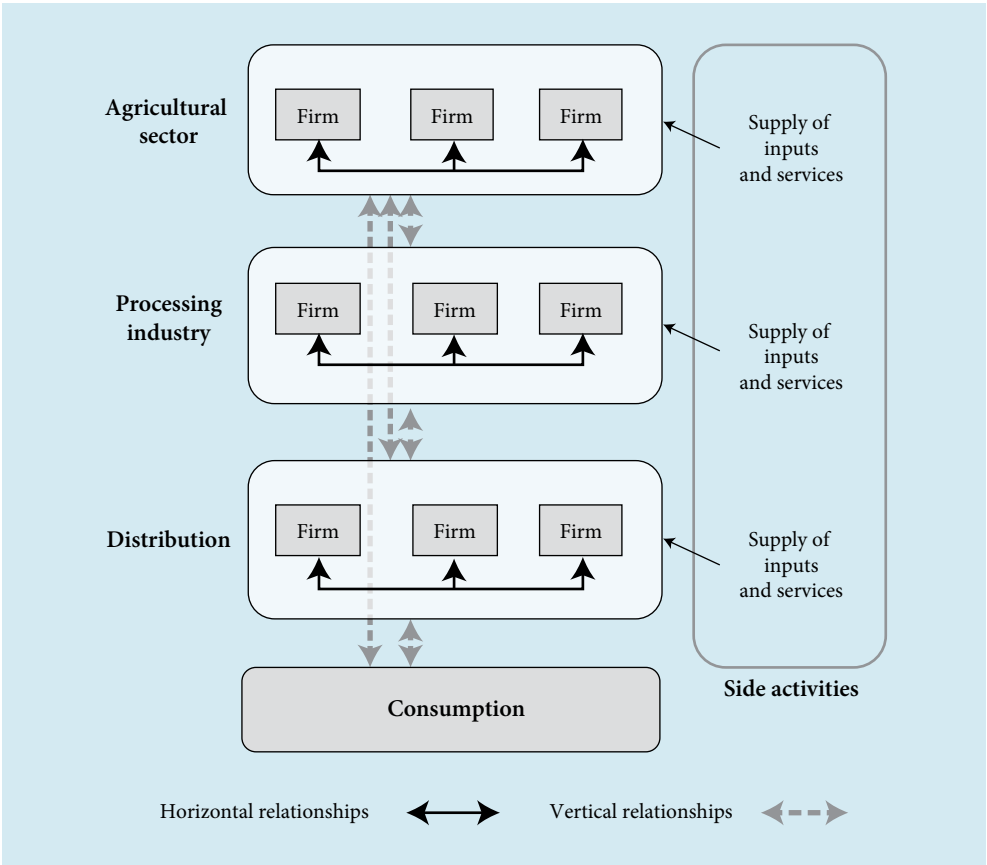 Agricultural
sector
Firm
Firm
Firm
Supply of
inputs
and services
Processing
industry
Firm
Firm
Firm
Supply of
inputs
and services
Distribution
Firm
Firm
Firm
Supply of
inputs
and services
Consumption
Side activities
Horizontal relationships
Vertical relationships